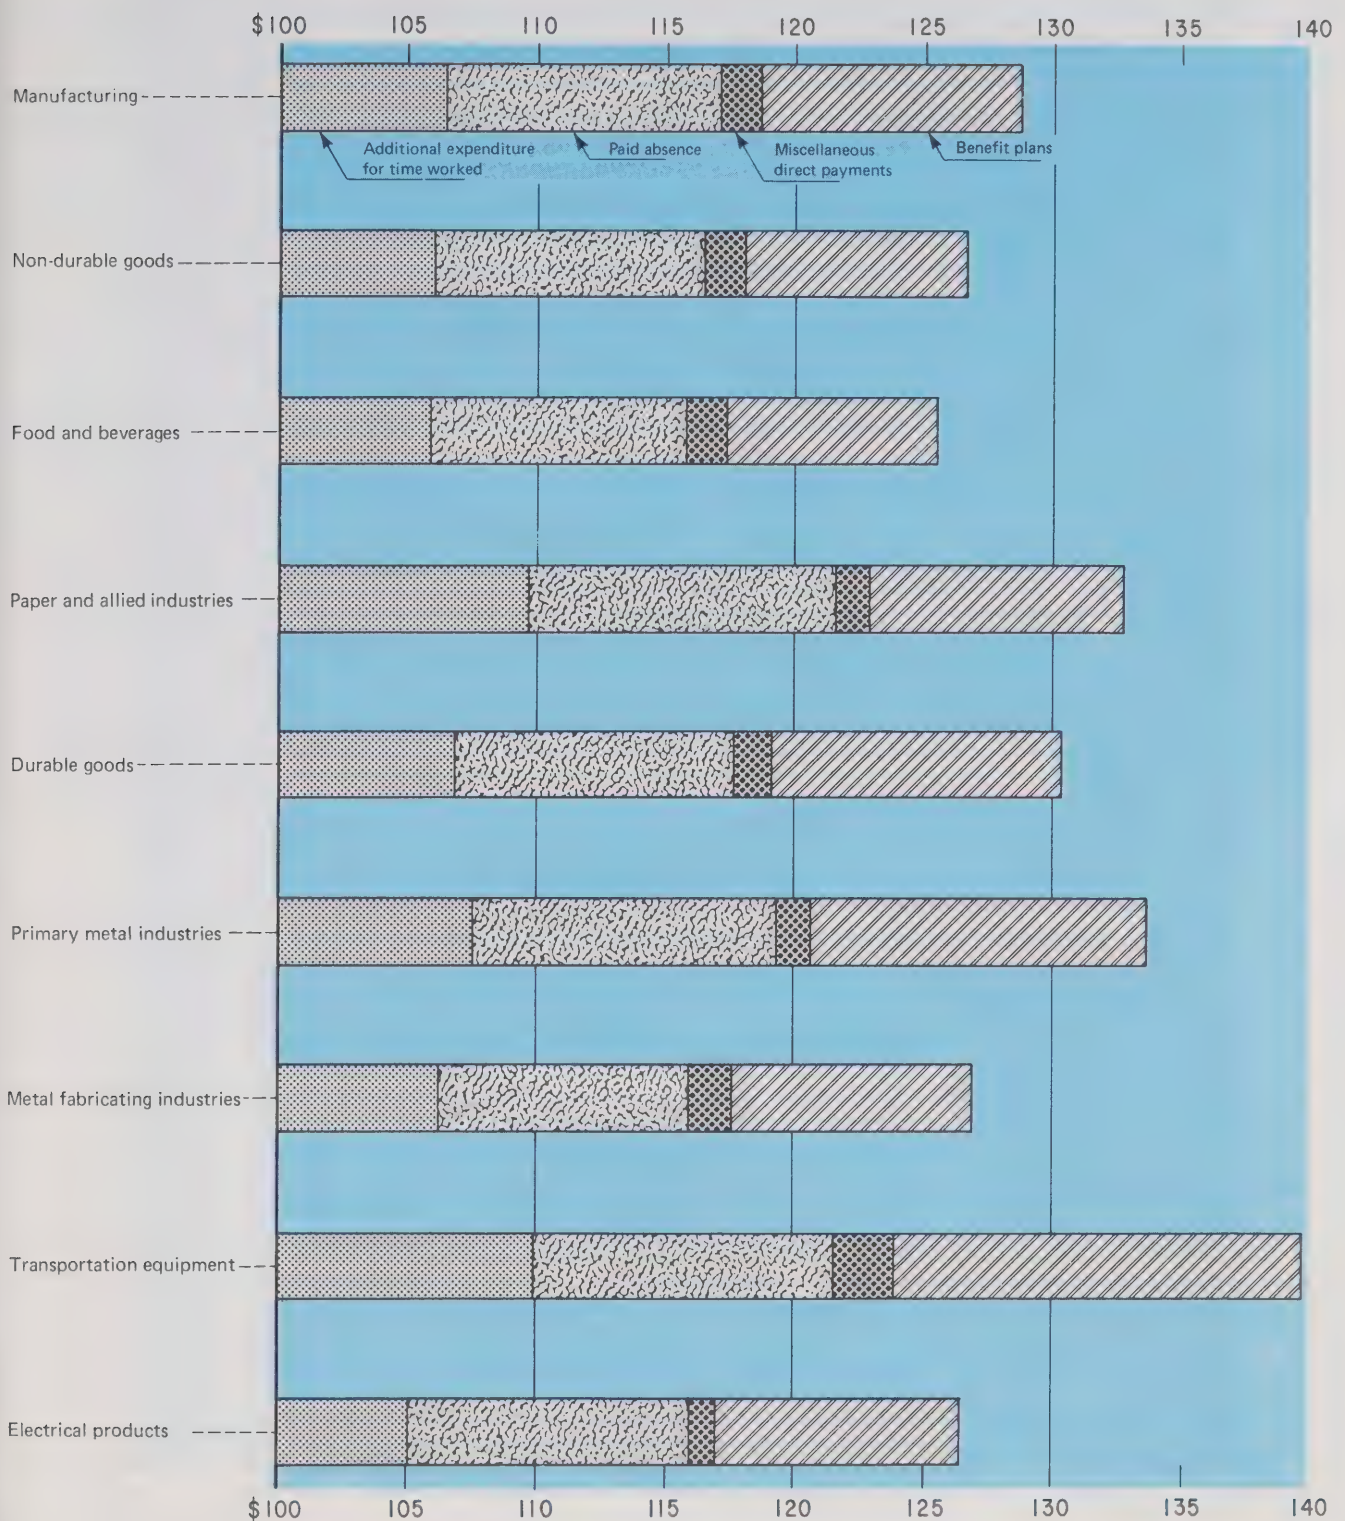 $100 105 110 115 120 125 130 135 140
Manufacturing
Additional expenditure
for time worked
Paid absence
Miscellaneous
direct payments
Benefit plans
Non-durable goods
Food and beverages
Paper and allied industries
Durable goods
Primary metal industries
Metal fabricating industries
Transportation equipment
Electrical products
$100 105 110 115 120 125 130 135 140